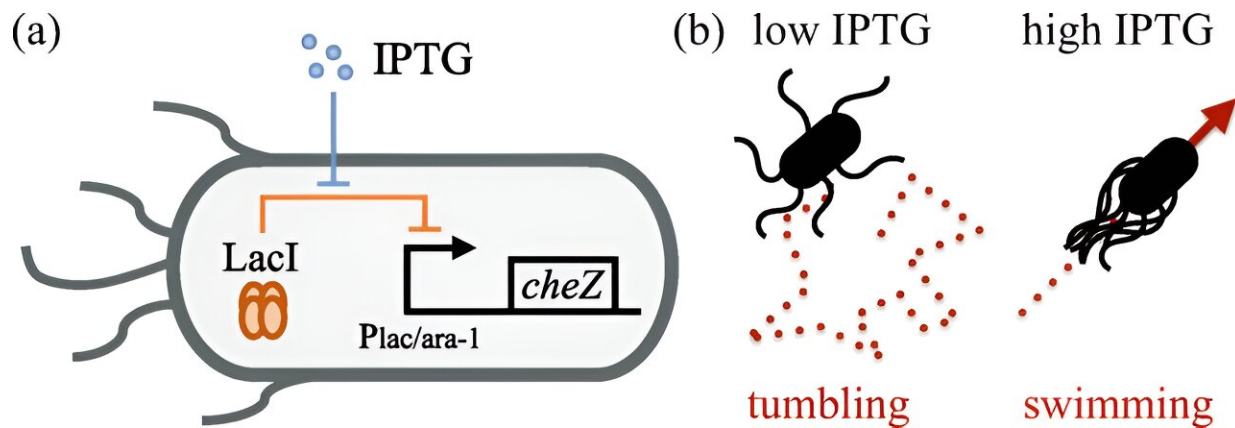 (a)
IPTG
LacI
cheZ
Plac/ara-1
(b) low IPTG high IPTG
tumbling swimming